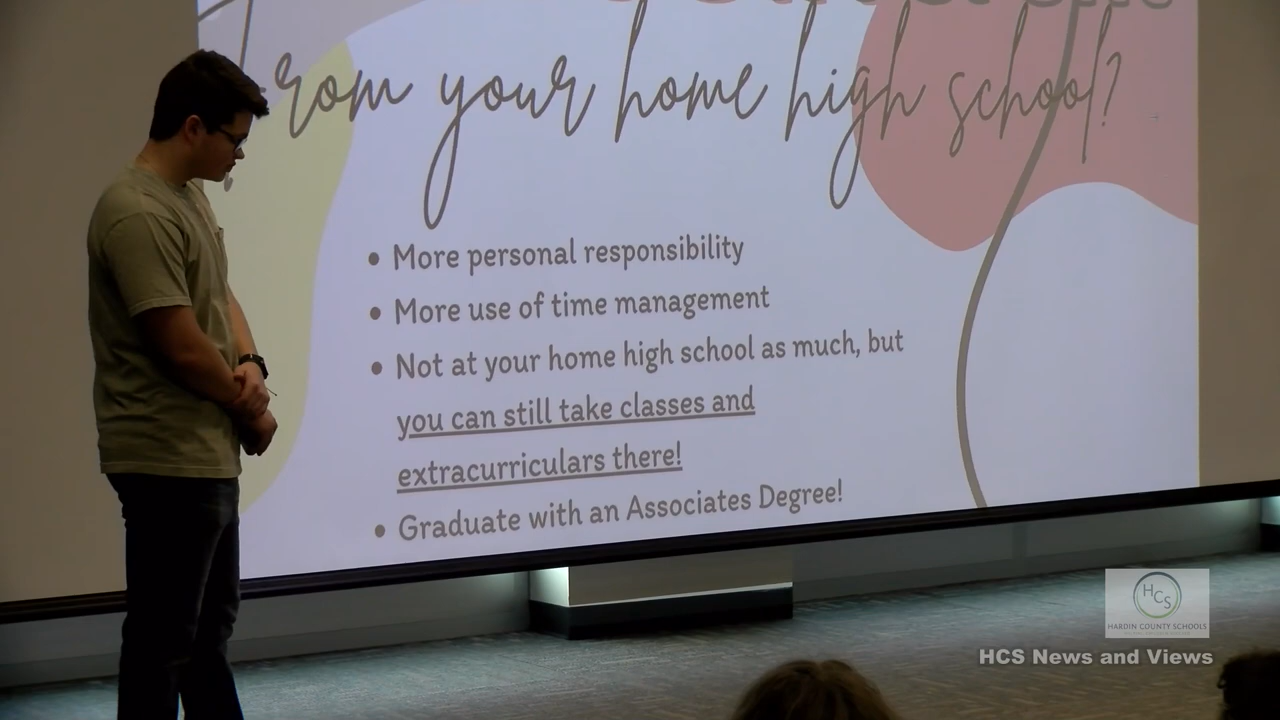 from your home high school?
• More personal responsibility
• More use of time management
• Not at your home high school as much, but
you can still take classes and
extracurriculars there!
• Graduate with an Associates Degree!
HCS
HARDIN COUNTY SCHOOLS
HCS News and Views